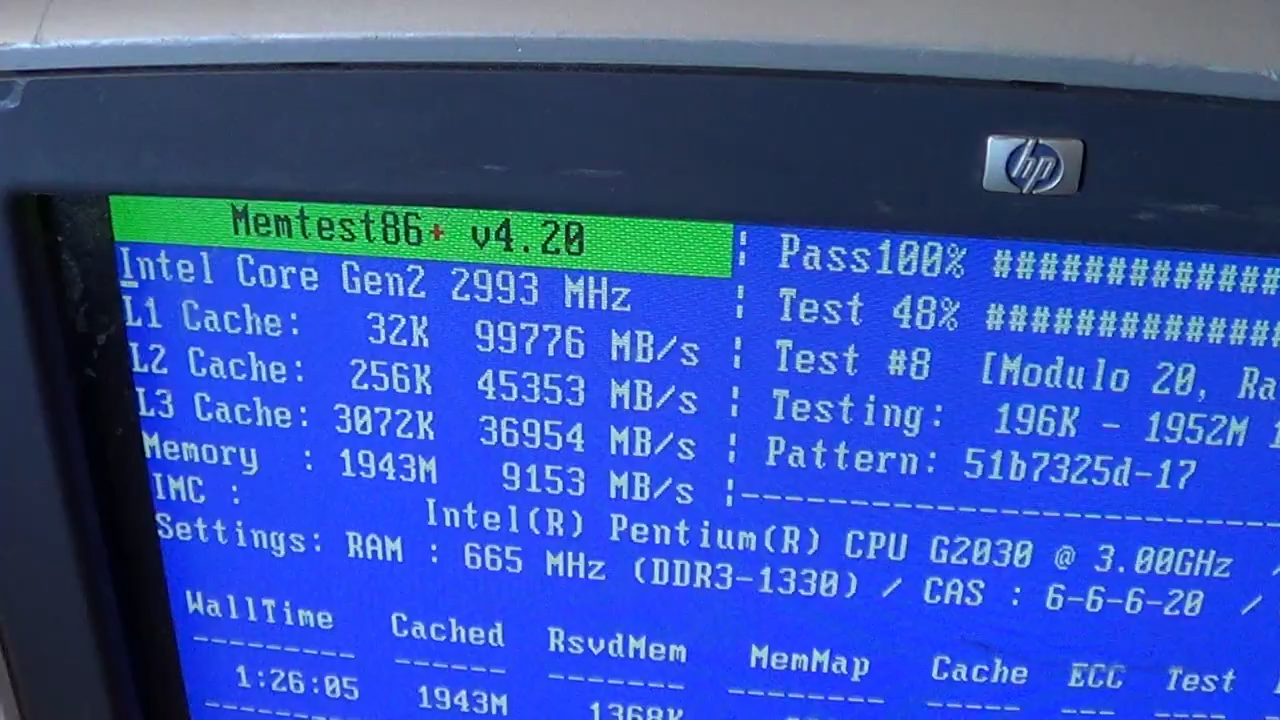 hp
Memtest86+ v4.20 | Pass100% #############
Intel Core Gen2 2993 MHz | Test 48% ##############
L1 Cache: 32K 99776 MB/s | Test #8 [Modulo 20, Ra
L2 Cache: 256K 45353 MB/s | Testing: 196K - 1952M
L3 Cache: 3072K 36954 MB/s | Pattern: 51b7325d-17
Memory : 1943M 9153 MB/s |------------------------
IMC :
Intel(R) Pentium(R) CPU G2030 @ 3.00GHz /
Settings: RAM : 665 MHz (DDR3-1330) / CAS : 6-6-6-20 /
WallTime Cached RsvdMem MemMap Cache ECC Test
1:26:05 1943M 1368K